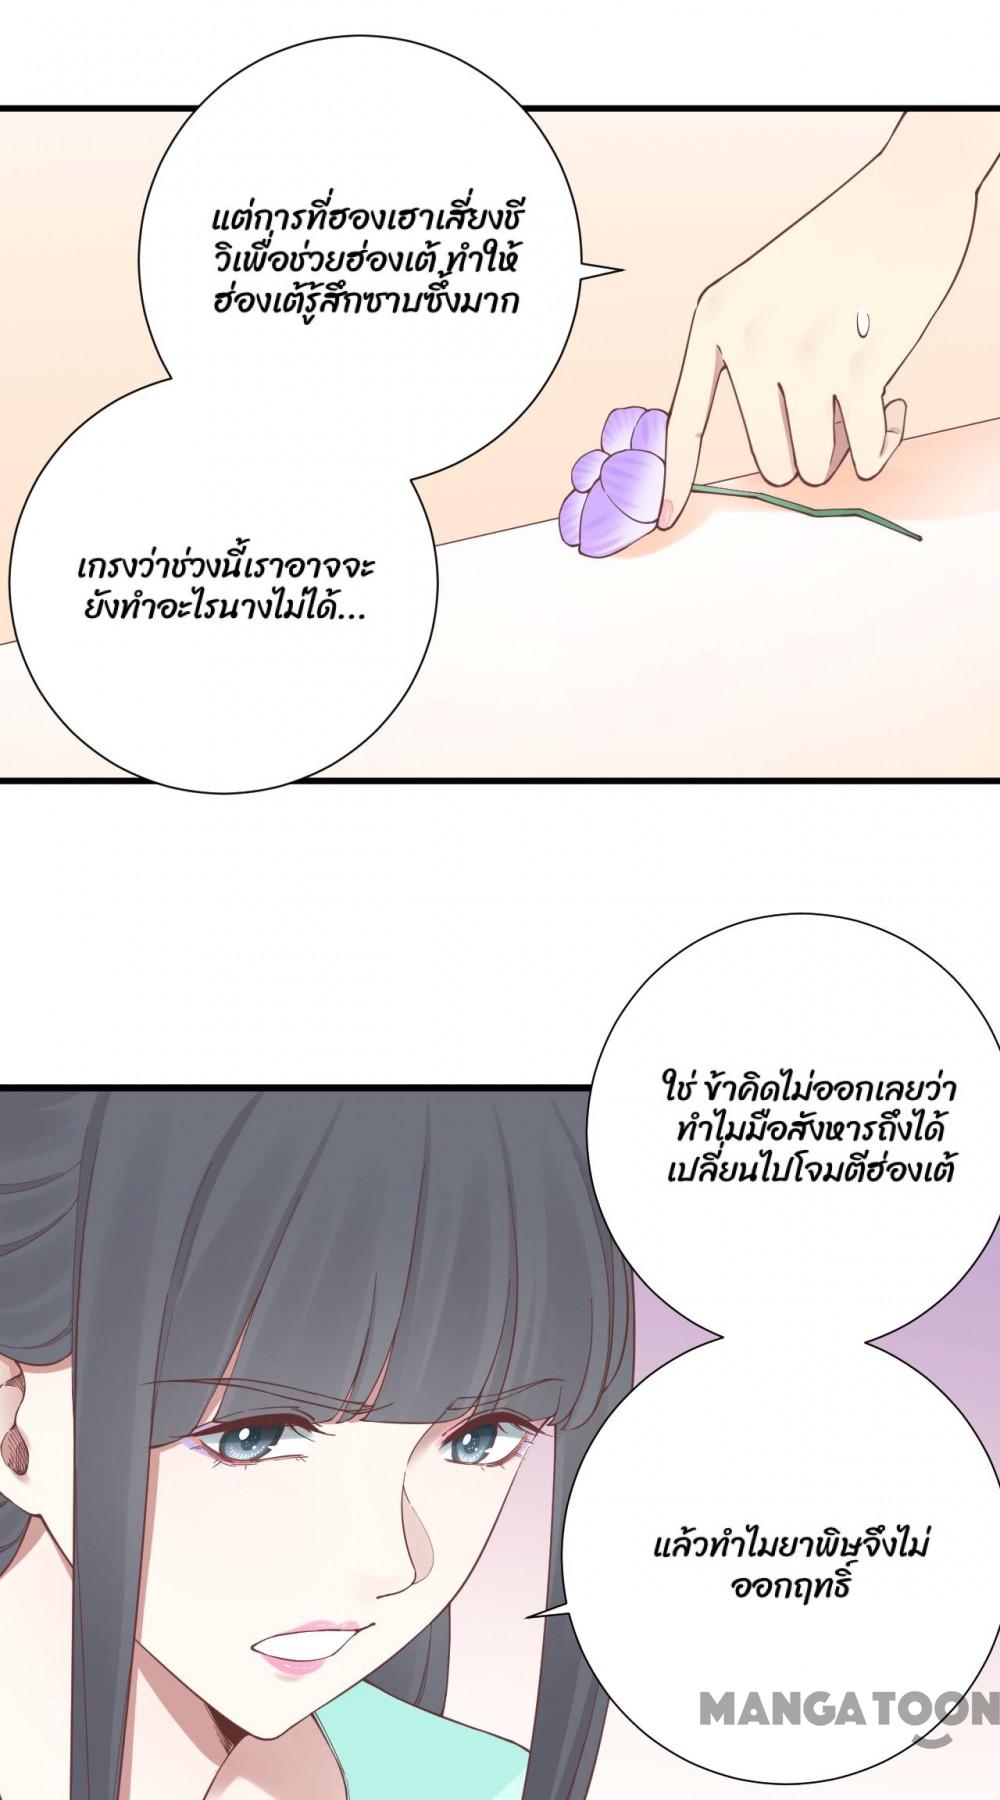 แต่การที่ฮองเฮาเสี่ยงชี
วิเพื่อช่วยฮ่องเต้ ทำให้
ฮ่องเต้รู้สึกซาบซึ้งมาก
เกรงว่าช่วงนี้เราอาจจะ
ยังทำอะไรนางไม่ได้...
ใช่ ข้าคิดไม่ออกเลยว่า
ทำไมมือสังหารถึงได้
เปลี่ยนไปโจมตีฮ่องเต้
แล้วทำไมยาพิษจึงไม่
ออกฤทธิ์
MANGATOON